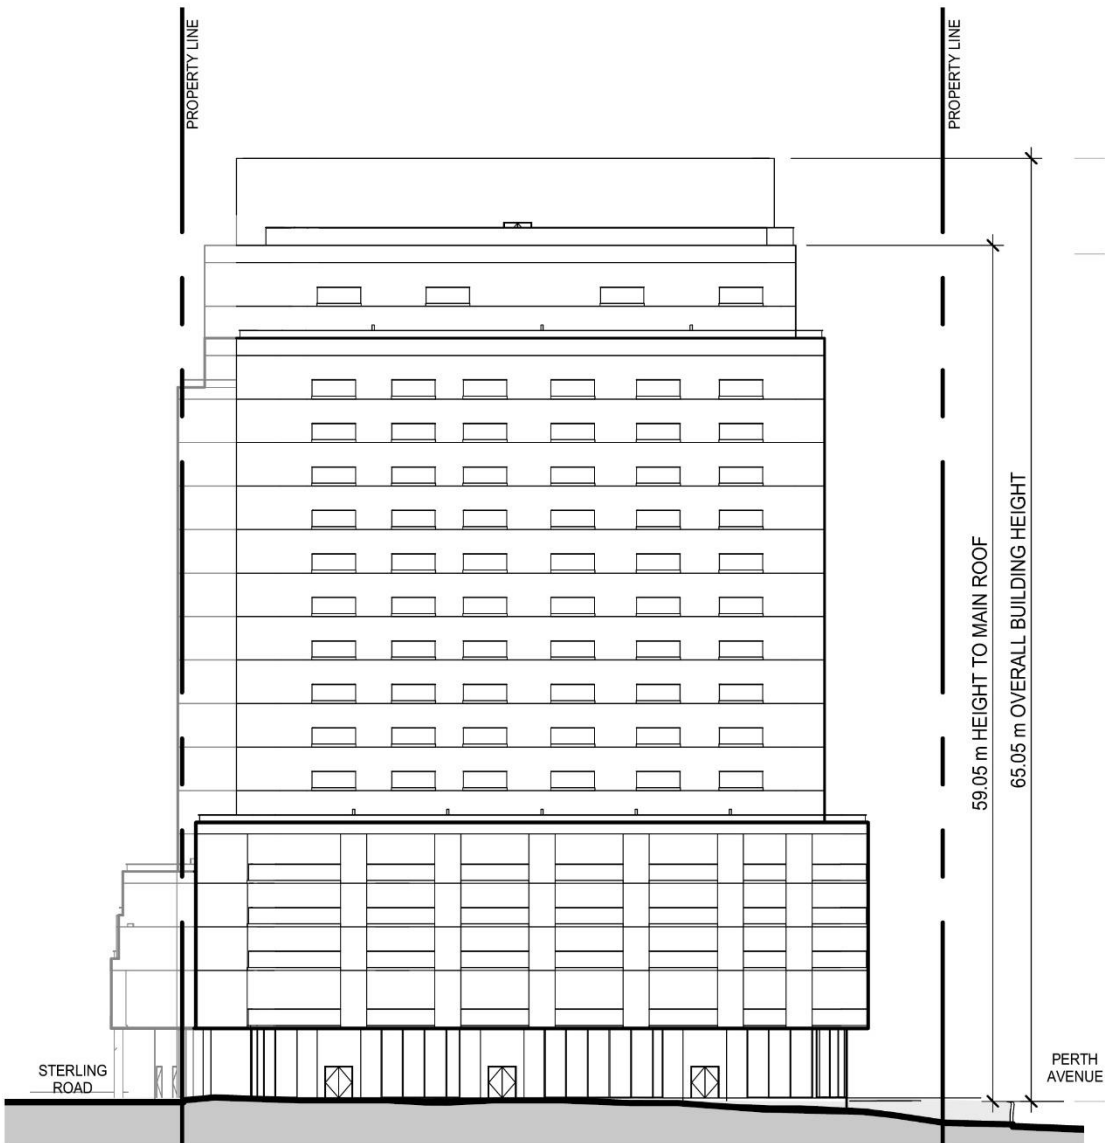 PROPERTY LINE
PROPERTY LINE
59.05 m HEIGHT TO MAIN ROOF
65.05 m OVERALL BUILDING HEIGHT
STERLING
ROAD
PERTH
AVENUE